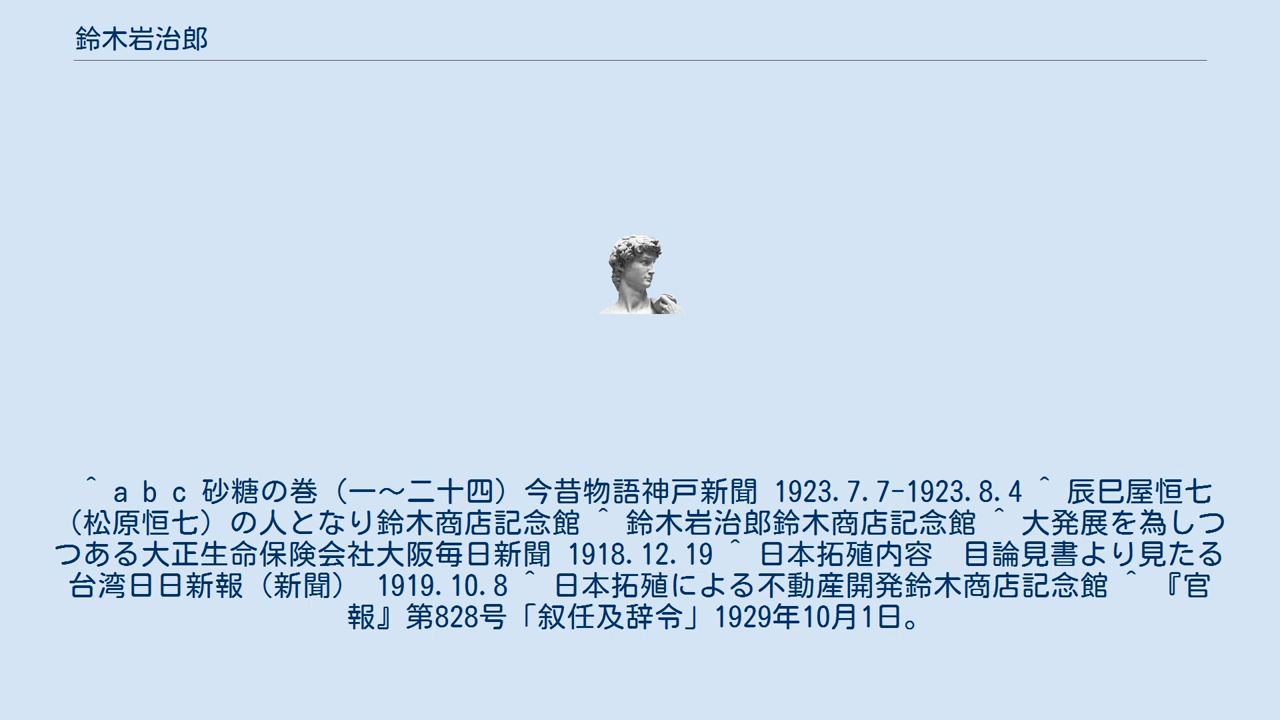 鈴木岩治郎
^ a b c 砂糖の巻（一〜二十四）今昔物語神戸新聞 1923.7.7-1923.8.4 ^ 辰巳屋恒七
（松原恒七）の人となり鈴木商店記念館 ^ 鈴木岩治郎鈴木商店記念館 ^ 大発展を為しつ
つある大正生命保険会社大阪毎日新聞 1918.12.19 ^ 日本拓殖内容　目論見書より見たる
台湾日日新報（新聞） 1919.10.8 ^ 日本拓殖による不動産開発鈴木商店記念館 ^ 『官
報』第828号「叙任及辞令」1929年10月1日。